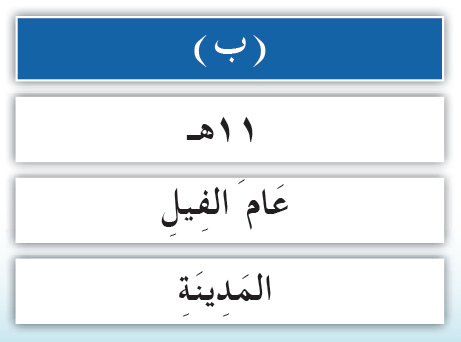 (ب)
١١هـ
عَامَ الفِيلِ
المَدِينَةِ